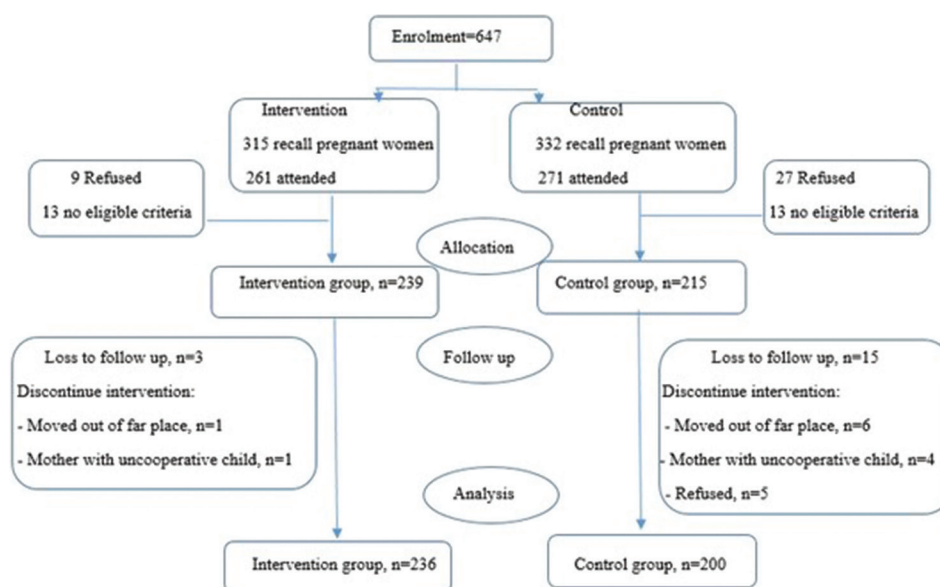 Enrolment=647
Intervention
315 recall pregnant women
261 attended
Control
332 recall pregnant women
271 attended
9 Refused
13 no eligible criteria
27 Refused
13 no eligible criteria
Allocation
Intervention group, n=239
Control group, n=215
Follow up
Loss to follow up, n=3
Discontinue intervention:
- Moved out of far place, n=1
- Mother with uncooperative child, n=1
Loss to follow up, n=15
Discontinue intervention:
- Moved out of far place, n=6
- Mother with uncooperative child, n=4
- Refused, n=5
Analysis
Intervention group, n=236
Control group, n=200